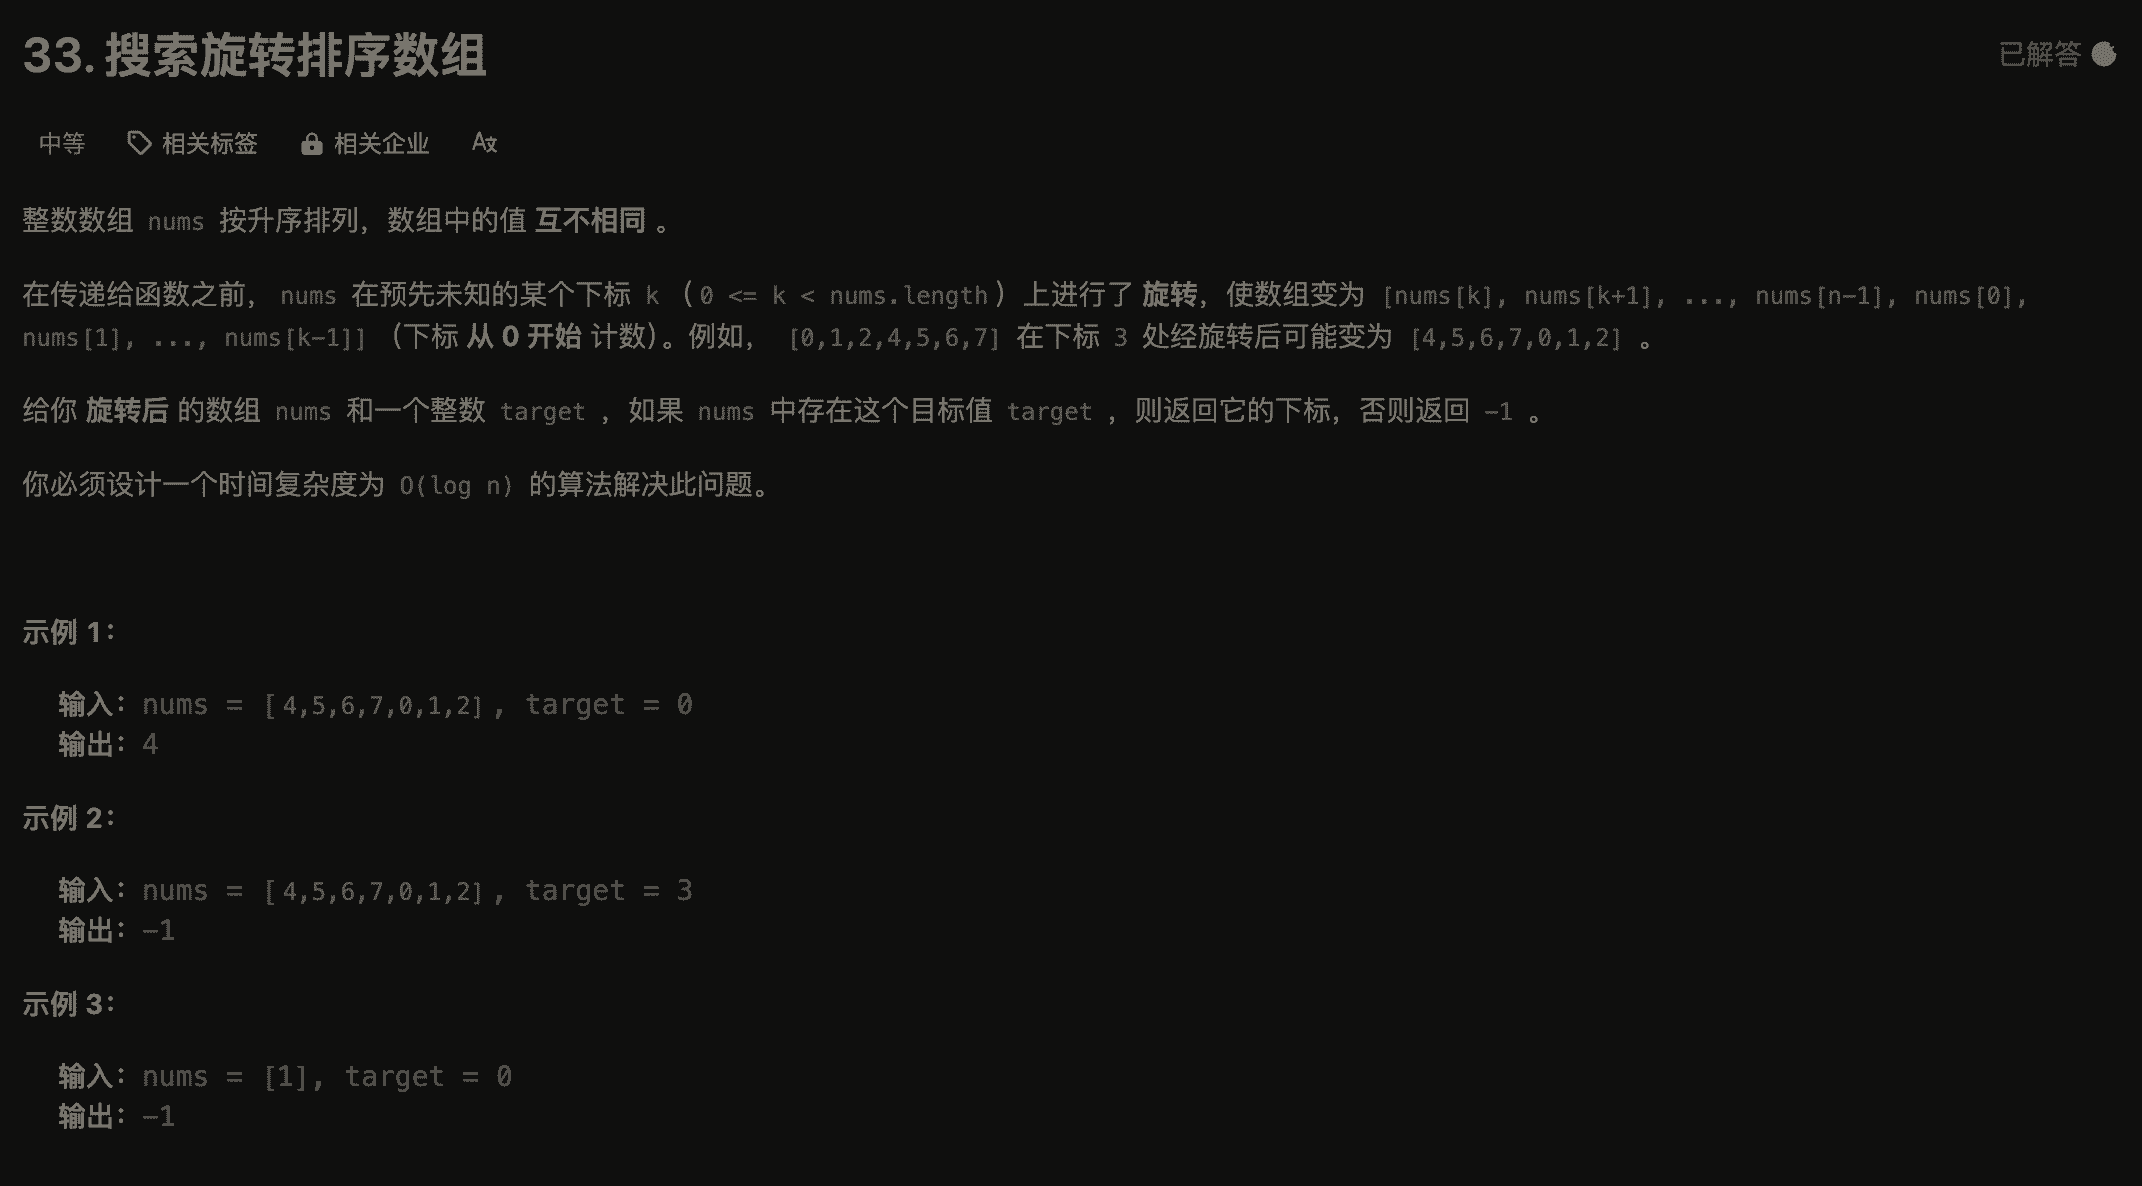 33. 搜索旋转排序数组
已解答
中等 相关标签 相关企业
整数数组 nums 按升序排列，数组中的值 互不相同 。
在传递给函数之前， nums 在预先未知的某个下标 k （0 <= k < nums.length）上进行了 旋转，使数组变为 [nums[k], nums[k+1], ..., nums[n-1], nums[0],
nums[1], ..., nums[k-1]] （下标 从 0 开始 计数）。例如， [0,1,2,4,5,6,7] 在下标 3 处经旋转后可能变为 [4,5,6,7,0,1,2] 。
给你 旋转后 的数组 nums 和一个整数 target ，如果 nums 中存在这个目标值 target ，则返回它的下标，否则返回 -1 。
你必须设计一个时间复杂度为 O(log n) 的算法解决此问题。
示例 1：
输入：nums = [4,5,6,7,0,1,2], target = 0
输出：4
示例 2：
输入：nums = [4,5,6,7,0,1,2], target = 3
输出：-1
示例 3：
输入：nums = [1], target = 0
输出：-1